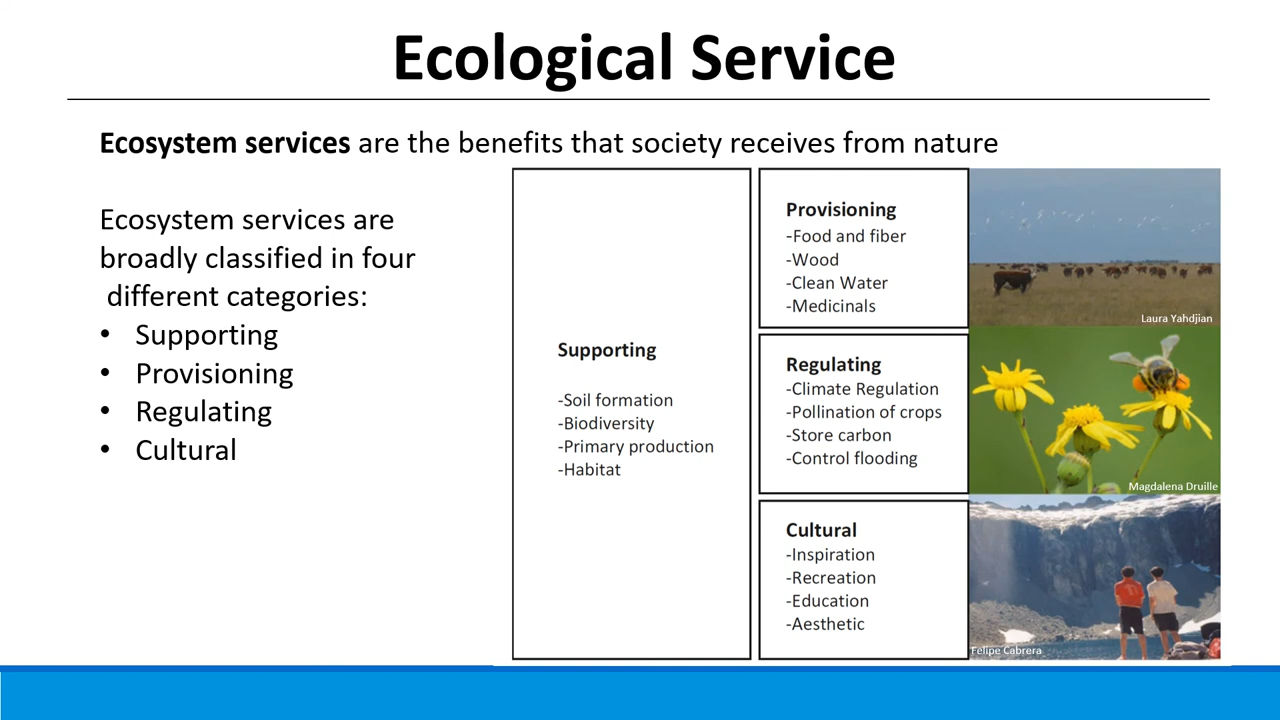 Ecological Service
Ecosystem services are the benefits that society receives from nature
Ecosystem services are
broadly classified in four
different categories:
• Supporting
• Provisioning
• Regulating
• Cultural
Supporting
-Soil formation
-Biodiversity
-Primary production
-Habitat
Provisioning
-Food and fiber
-Wood
-Clean Water
-Medicinals
Laura Yahdjian
Regulating
-Climate Regulation
-Pollination of crops
-Store carbon
-Control flooding
Magdalena Druille
Cultural
-Inspiration
-Recreation
-Education
-Aesthetic
Felipe Cabrera